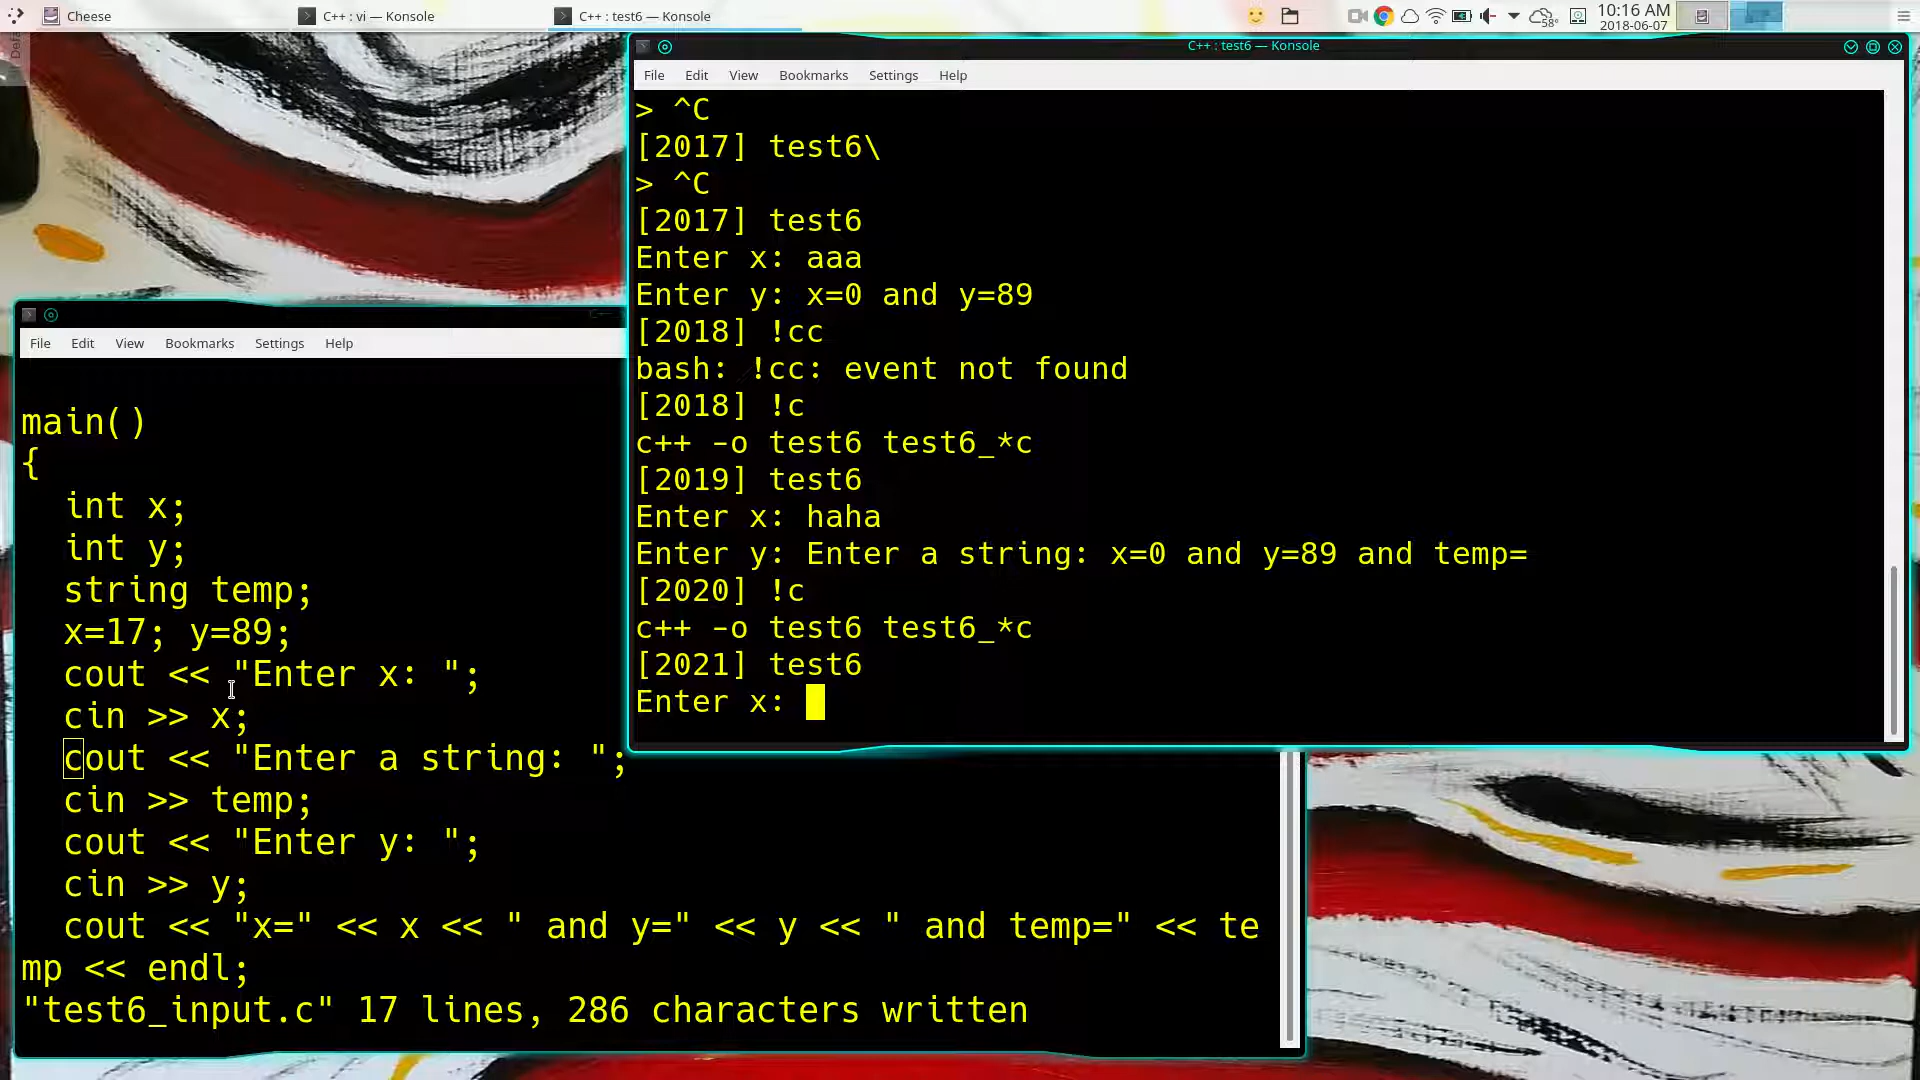 Cheese
C++ : vi — Konsole
C++ : test6 — Konsole
58°
10:16 AM
2018-06-07
C++ : test6 — Konsole
File Edit View Bookmarks Settings Help
> ^C
[2017] test6\
> ^C
[2017] test6
Enter x: aaa
Enter y: x=0 and y=89
[2018] !cc
bash: !cc: event not found
[2018] !c
c++ -o test6 test6_*c
[2019] test6
Enter x: haha
Enter y: Enter a string: x=0 and y=89 and temp=
[2020] !c
c++ -o test6 test6_*c
[2021] test6
Enter x:
File Edit View Bookmarks Settings Help
main()
{
int x;
int y;
string temp;
x=17; y=89;
cout << "Enter x: ";
cin >> x;
cout << "Enter a string: ";
cin >> temp;
cout << "Enter y: ";
cin >> y;
cout << "x=" << x << " and y=" << y << " and temp=" << te
mp << endl;
"test6_input.c" 17 lines, 286 characters written